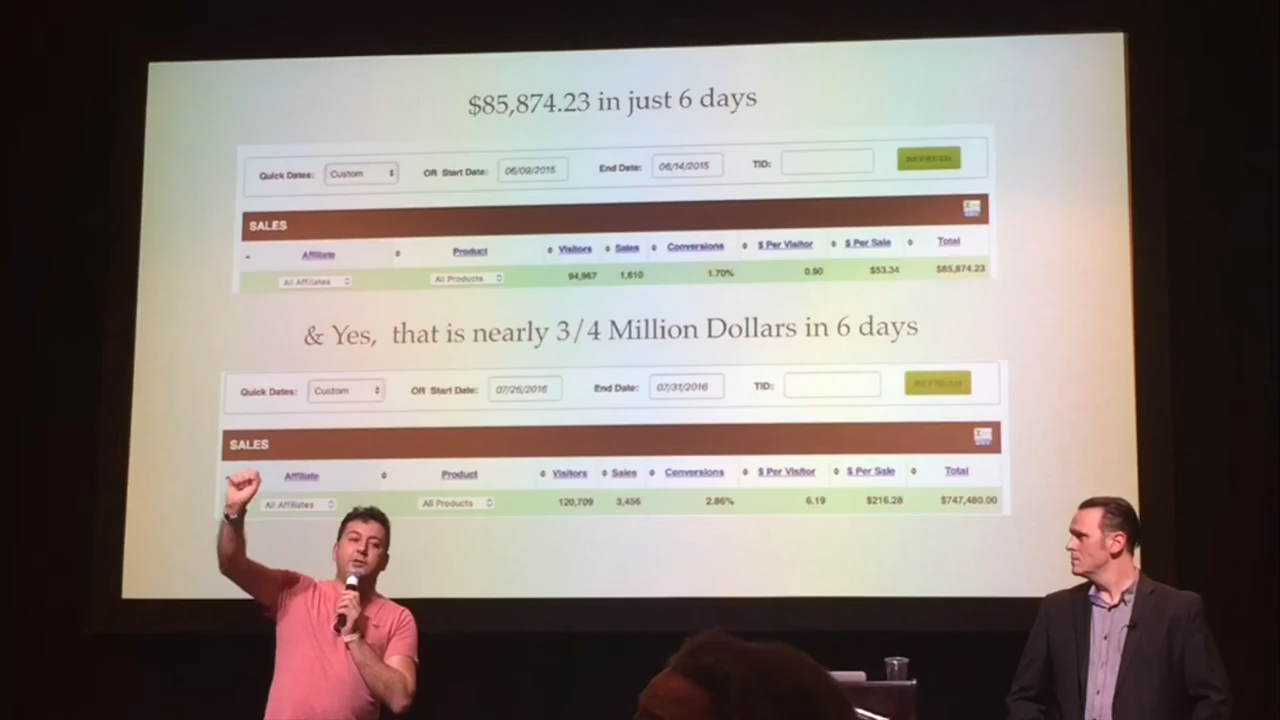 $85,874.23 in just 6 days
Quick Dates: Custom OR Start Date: 06/09/2015 End Date: 06/14/2015 TID: REFRESH
SALES
Affiliate Product Visitors Sales Conversions $ Per Visitor $ Per Sale Total
All Affiliates All Products 94,967 1,610 1.70% 0.90 $53.34 $85,874.23
& Yes, that is nearly 3/4 Million Dollars in 6 days
Quick Dates: Custom OR Start Date: 07/26/2016 End Date: 07/31/2016 TID: REFRESH
SALES
Affiliate Product Visitors Sales Conversions $ Per Visitor $ Per Sale Total
All Affiliates All Products 120,709 3,456 2.86% 6.19 $216.28 $747,480.00